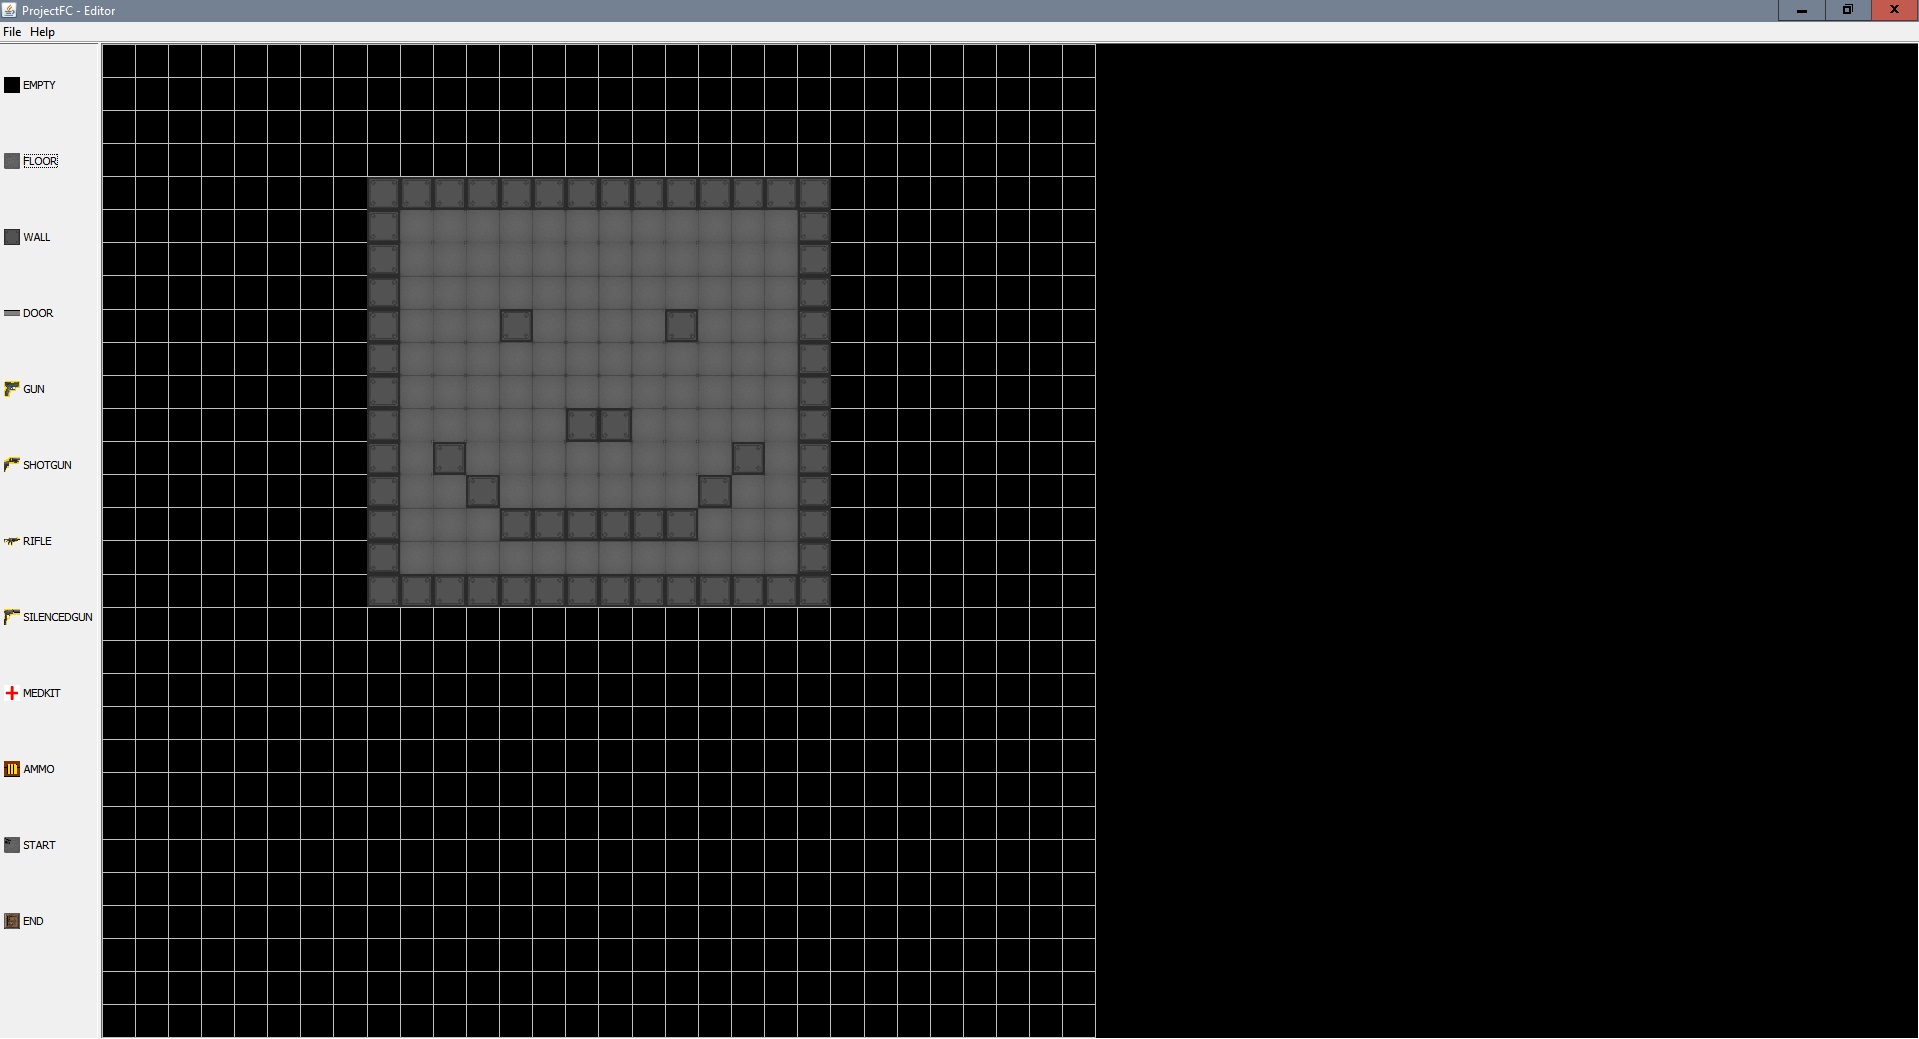 ProjectFC - Editor
File Help
EMPTY
FLOOR
WALL
DOOR
GUN
SHOTGUN
RIFLE
SILENCEDGUN
MEDKIT
AMMO
START
END